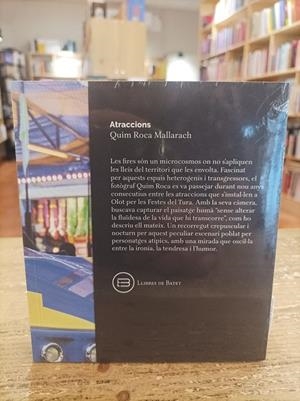 Atraccions
Quim Roca Mallarach
Les fires són un microcosmos on no s'apliquen
les lleis del territori que les envolta. Fascinat
per aquests espais heterogenis i transgressors, el
fotògraf Quim Roca es va passejar durant nou anys
consecutius entre les atraccions que s'instal·len a
Olot per les Festes del Tura. Amb la seva càmera,
buscava capturar el paisatge humà "sense alterar
la fluïdesa de la vida que hi transcorre", com ho
descriu ell mateix. Un recorregut crepuscular i
nocturn per aquest peculiar escenari poblat per
personatges atípics, amb una mirada que oscil·la
entre la ironia, la tendresa i l'humor.
Llibres de Batet